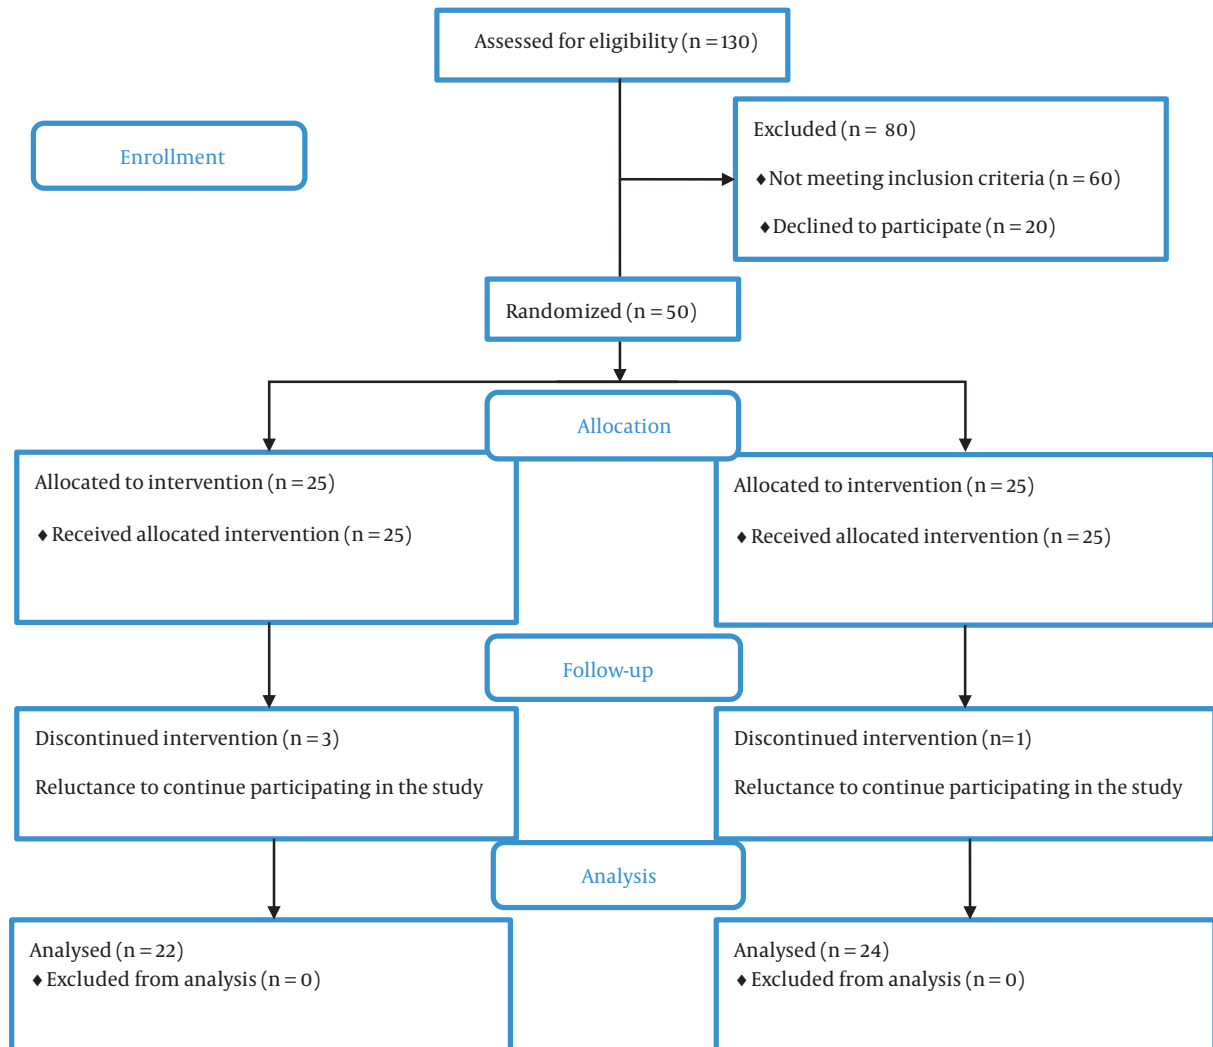 Assessed for eligibility (n = 130)
Enrollment
Excluded (n = 80)
♦ Not meeting inclusion criteria (n = 60)
♦ Declined to participate (n = 20)
Randomized (n = 50)
Allocation
Allocated to intervention (n = 25)
♦ Received allocated intervention (n = 25)
Allocated to intervention (n = 25)
♦ Received allocated intervention (n = 25)
Follow-up
Discontinued intervention (n = 3)
Reluctance to continue participating in the study
Discontinued intervention (n= 1)
Reluctance to continue participating in the study
Analysis
Analysed (n = 22)
♦ Excluded from analysis (n = 0)
Analysed (n = 24)
♦ Excluded from analysis (n = 0)